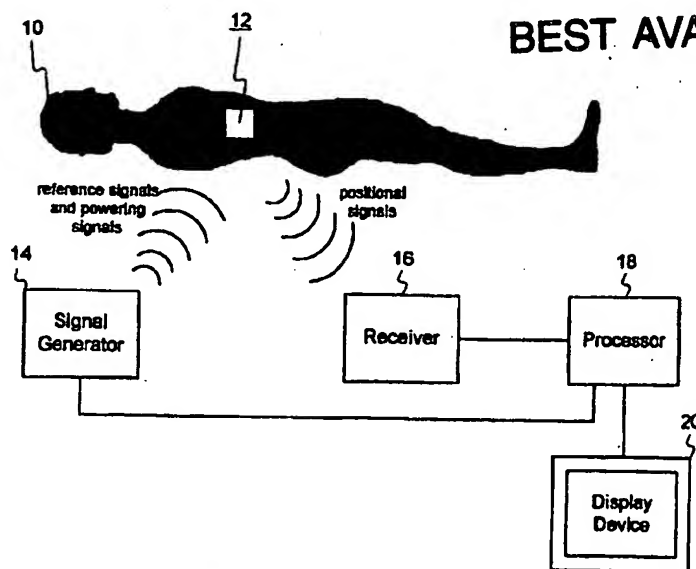 BEST AVA
10
12
reference signals
and powering
signals
positional
signals
14
16
18
Signal
Generator
Receiver
Processor
20
Display
Device